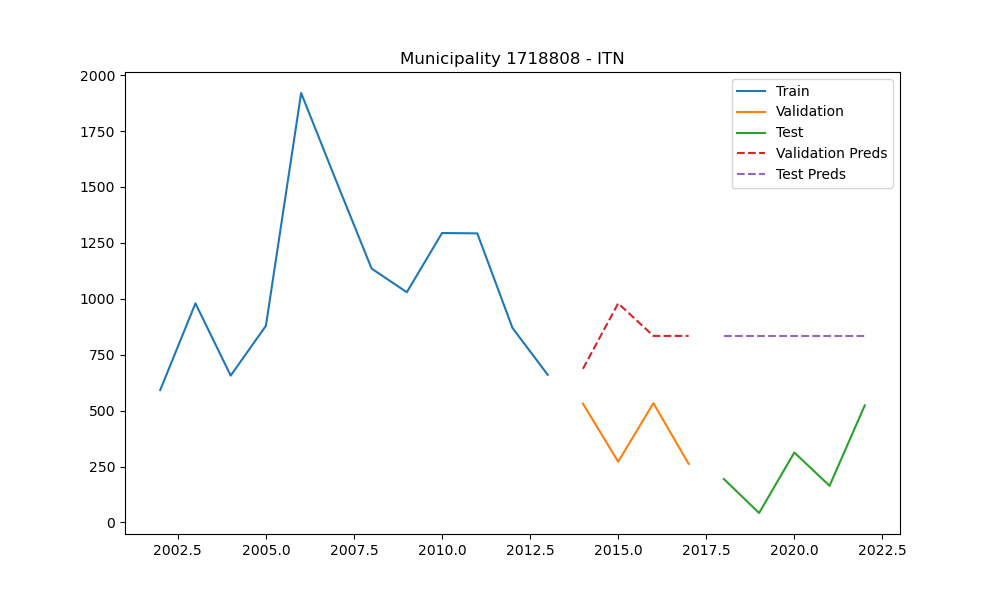 Municipality 1718808 - ITN
Train
Validation
Test
Validation Preds
Test Preds
2000
1750
1500
1250
1000
750
500
250
0
2002.5 2005.0 2007.5 2010.0 2012.5 2015.0 2017.5 2020.0 2022.5